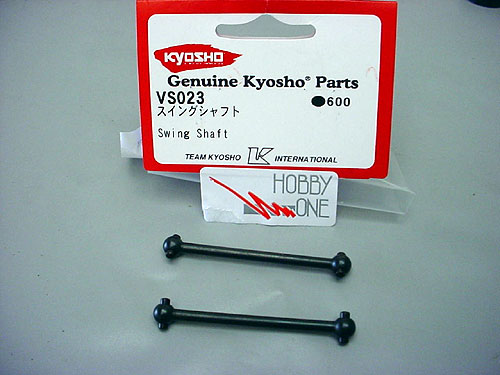 KYOSHO
Genuine Kyosho® Parts
VS023
●600
スイングシャフト
Swing Shaft
TEAM KYOSHO K INTERNATIONAL
HOBBY
ONE